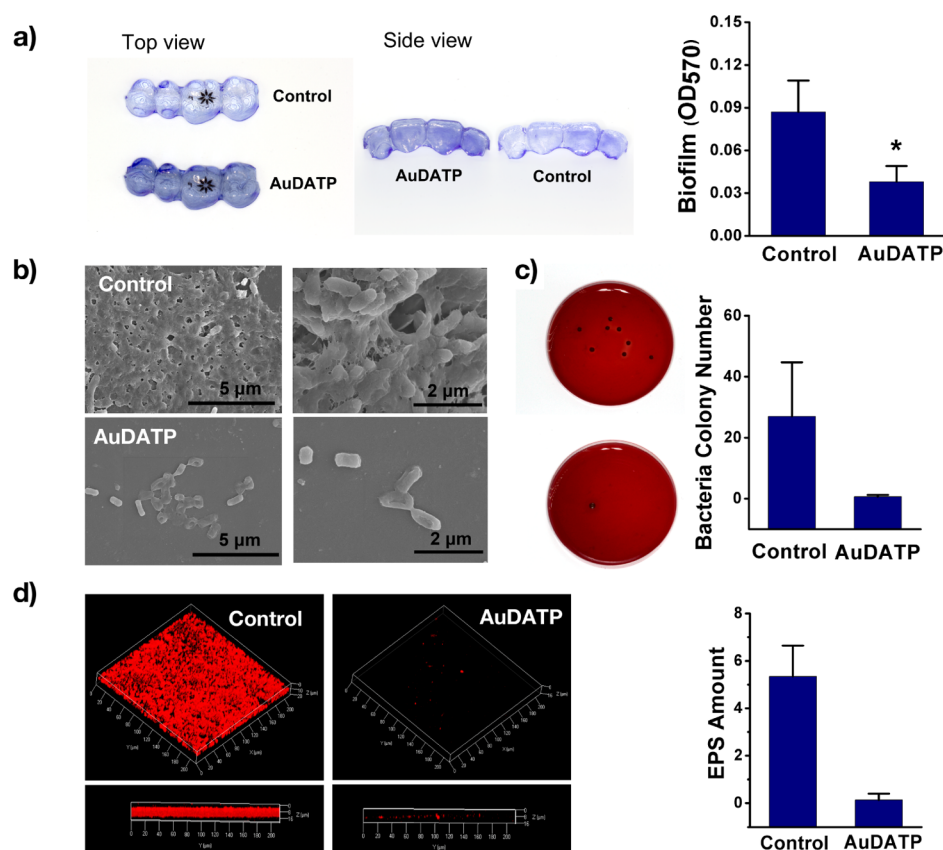 a)
Top view
Side view
Control
AuDATP
AuDATP
Control
Biofilm (OD570)
0.15
0.12
0.09
0.06
0.03
0.00
*
Control
AuDATP
b)
Control
5 µm
2 µm
AuDATP
5 µm
2 µm
c)
Bacteria Colony Number
60
40
20
0
Control
AuDATP
d)
Control
AuDATP
EPS Amount
8
6
4
2
0
Control
AuDATP